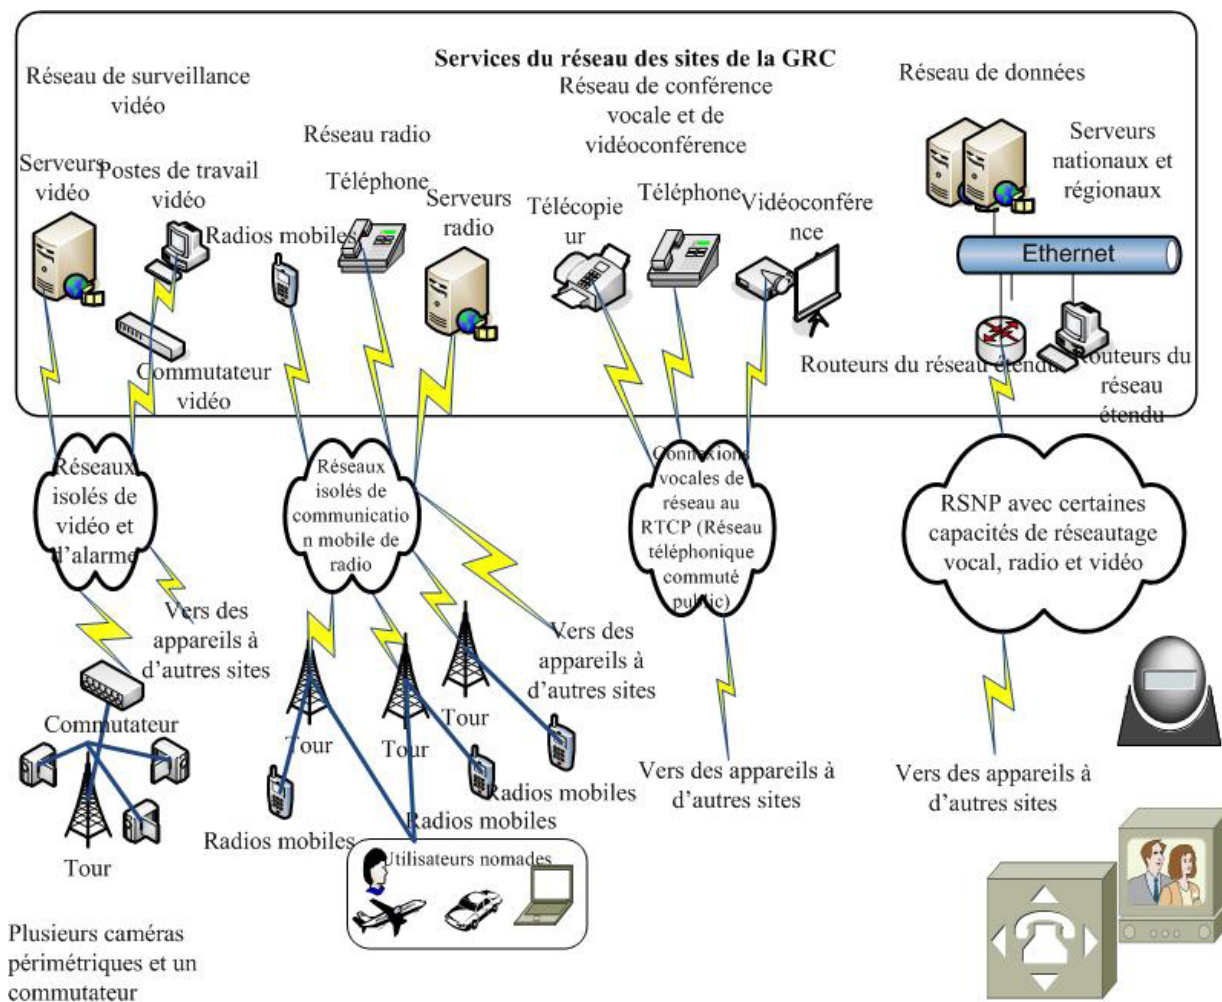 Services du réseau des sites de la GRC
Réseau de surveillance
vidéo
Serveurs
vidéo
Postes de travail
vidéo
Commutateur
vidéo
Réseau radio
Téléphone
Radios mobiles
Serveurs
radio
Réseau de conférence
vocale et de
vidéoconférence
Télécopie
ur
Téléphone
Vidéoconfére
nce
Réseau de données
Serveurs
nationaux et
régionaux
Ethernet
Routeurs du réseau étendu
Routeurs du
réseau
étendu
Réseaux
isolés de
vidéo et
d'alarme
Réseaux
isolés de
communicatio
n mobile de
radio
Connexions
vocales de
réseau au
RTCP (Réseau
téléphonique
commuté
public)
RSNP avec certaines
capacités de réseautage
vocal, radio et vidéo
Vers des
appareils à
d'autres sites
Commutateur
Tour
Plusieurs caméras
périmétriques et un
commutateur
Tour
Tour
Tour
Vers des
appareils à
d'autres sites
Radios mobiles
Radios mobiles
Radios mobiles
Utilisateurs nomades
Vers des appareils à
d'autres sites
Vers des appareils à
d'autres sites